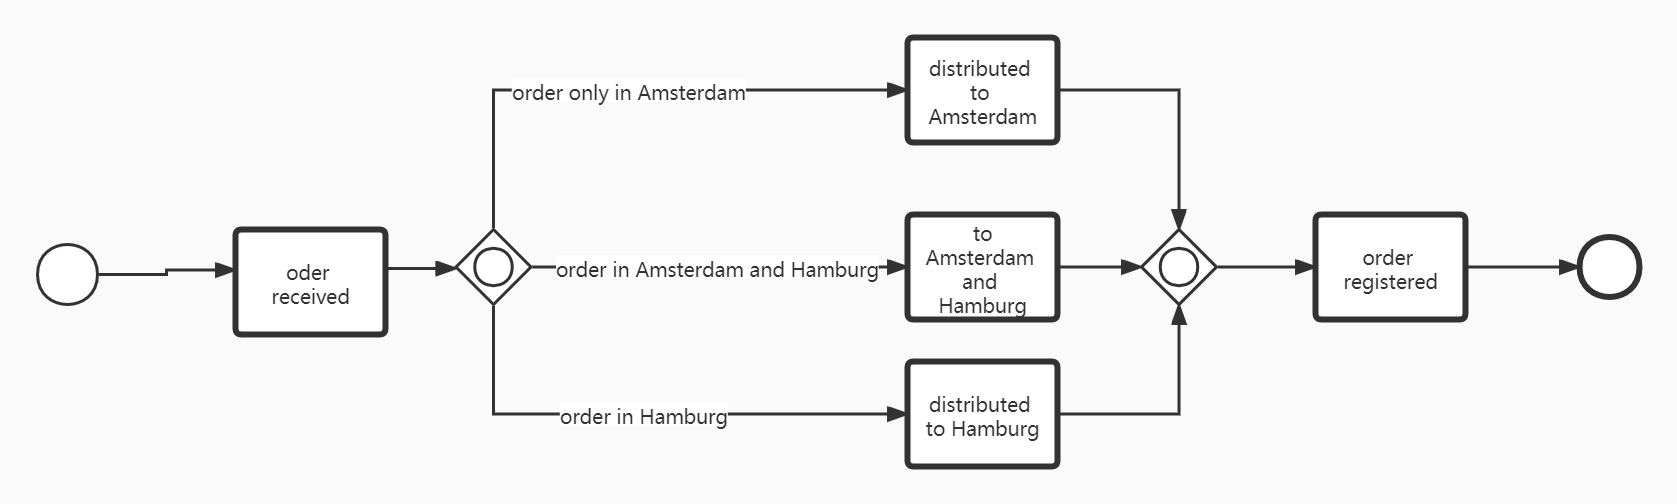 oder
received
order only in Amsterdam
order in Amsterdam and Hamburg
order in Hamburg
distributed
to
Amsterdam
to
Amsterdam
and
Hamburg
distributed
to Hamburg
order
registered